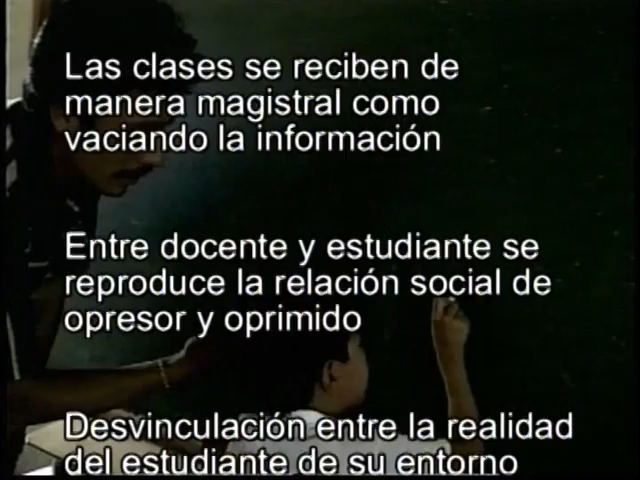 Las clases se reciben de
manera magistral como
vaciando la información
Entre docente y estudiante se
reproduce la relación social de
opresor y oprimido
Desvinculación entre la realidad
del estudiante de su entorno